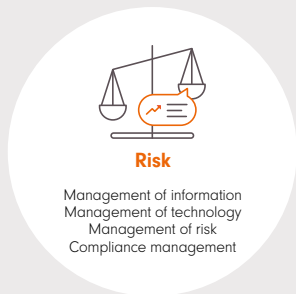 Risk
Management of information
Management of technology
Management of risk
Compliance management